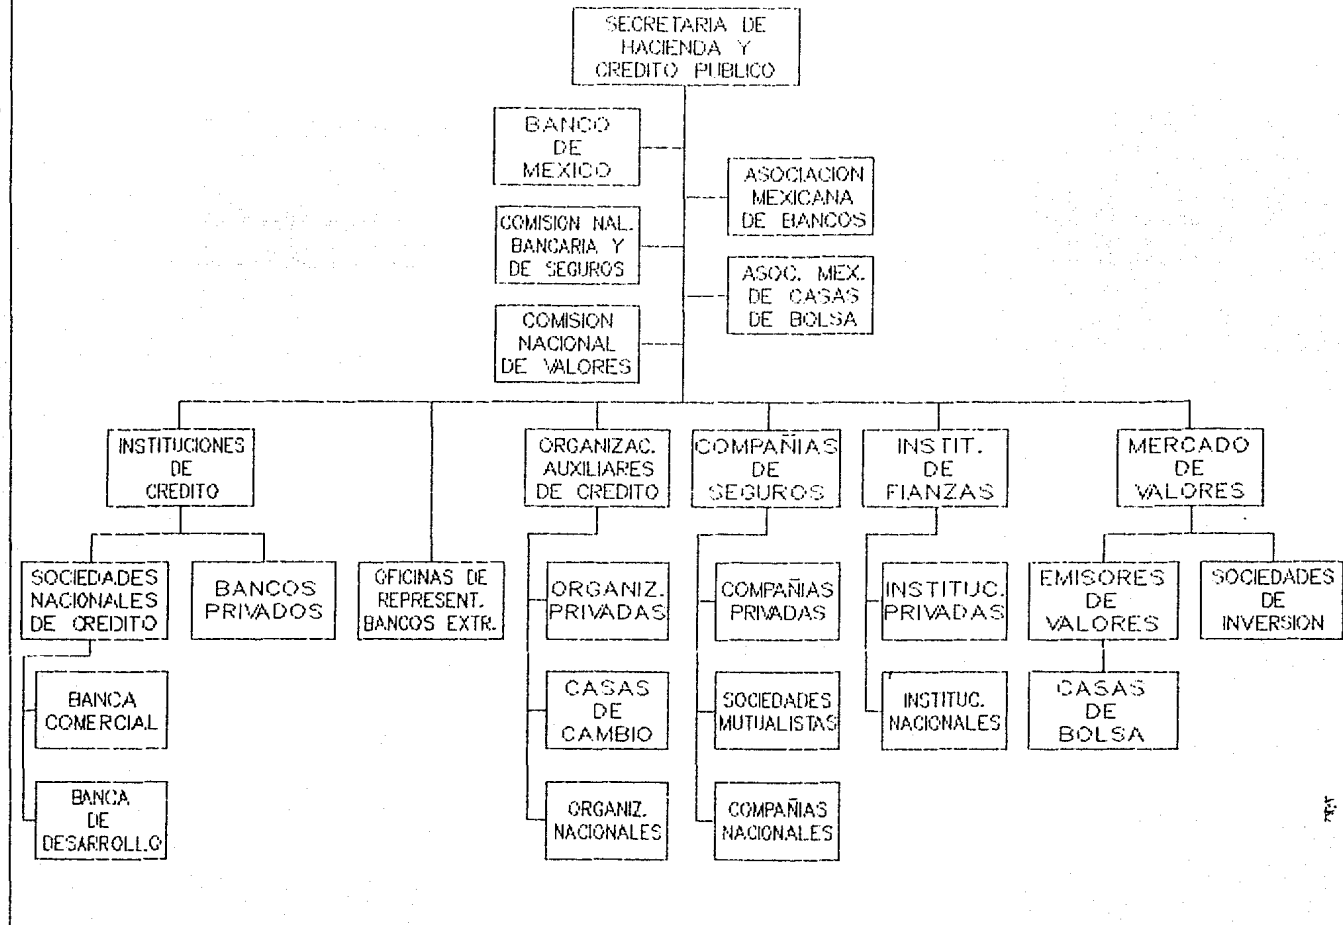 SECRETARIA DE
HACIENDA Y
CREDITO PUBLICO
BANCO
DE
MEXICO
ASOCIACION
MEXICANA
DE BANCOS
COMISION NAL.
BANCARIA Y
DE SEGUROS
ASOC. MEX.
DE CASAS
DE BOLSA
COMISION
NACIONAL
DE VALORES
INSTITUCIONES
DE
CREDITO
ORGANIZAC.
AUXILIARES
DE CREDITO
COMPAÑIAS
DE
SEGUROS
INSTIT.
DE
FIANZAS
MERCADO
DE
VALORES
SOCIEDADES
NACIONALES
DE CREDITO
BANCOS
PRIVADOS
OFICINAS DE
REPRESENT.
BANCOS EXTR.
ORGANIZ.
PRIVADAS
COMPAÑIAS
PRIVADAS
INSTITUC.
PRIVADAS
EMISORES
DE
VALORES
SOCIEDADES
DE
INVERSION
BANCA
COMERCIAL
CASAS
DE
CAMBIO
SOCIEDADES
MUTUALISTAS
INSTITUC.
NACIONALES
CASAS
DE
BOLSA
BANCA
DE
DESARROLLO
ORGANIZ.
NACIONALES
COMPAÑIAS
NACIONALES